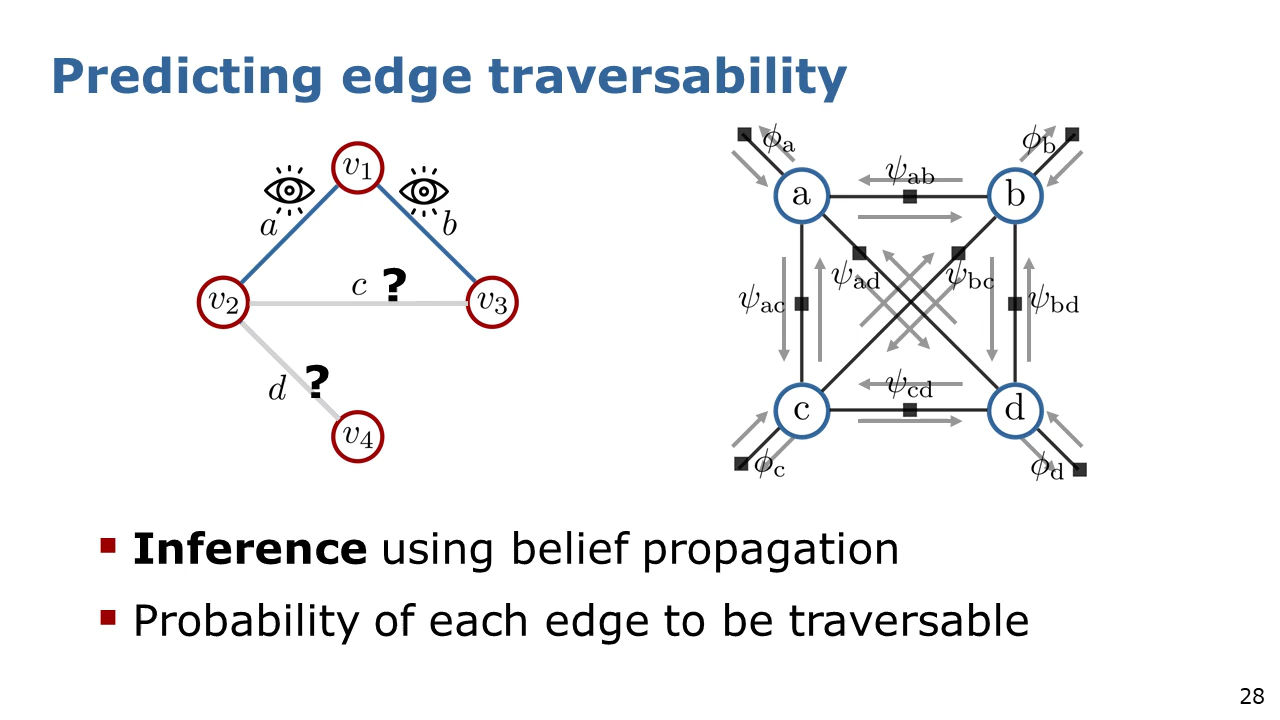 Predicting edge traversability
v1
a
b
c ?
v2
v3
d ?
v4
ϕa
ϕb
ψab
a
b
ψad
ψbc
ψac
ψbd
ψcd
c
d
ϕc
ϕd
Inference using belief propagation
Probability of each edge to be traversable
28